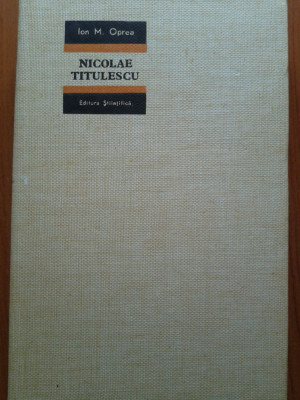 Ion M. Oprea
NICOLAE
TITULESCU
Editura Științifică